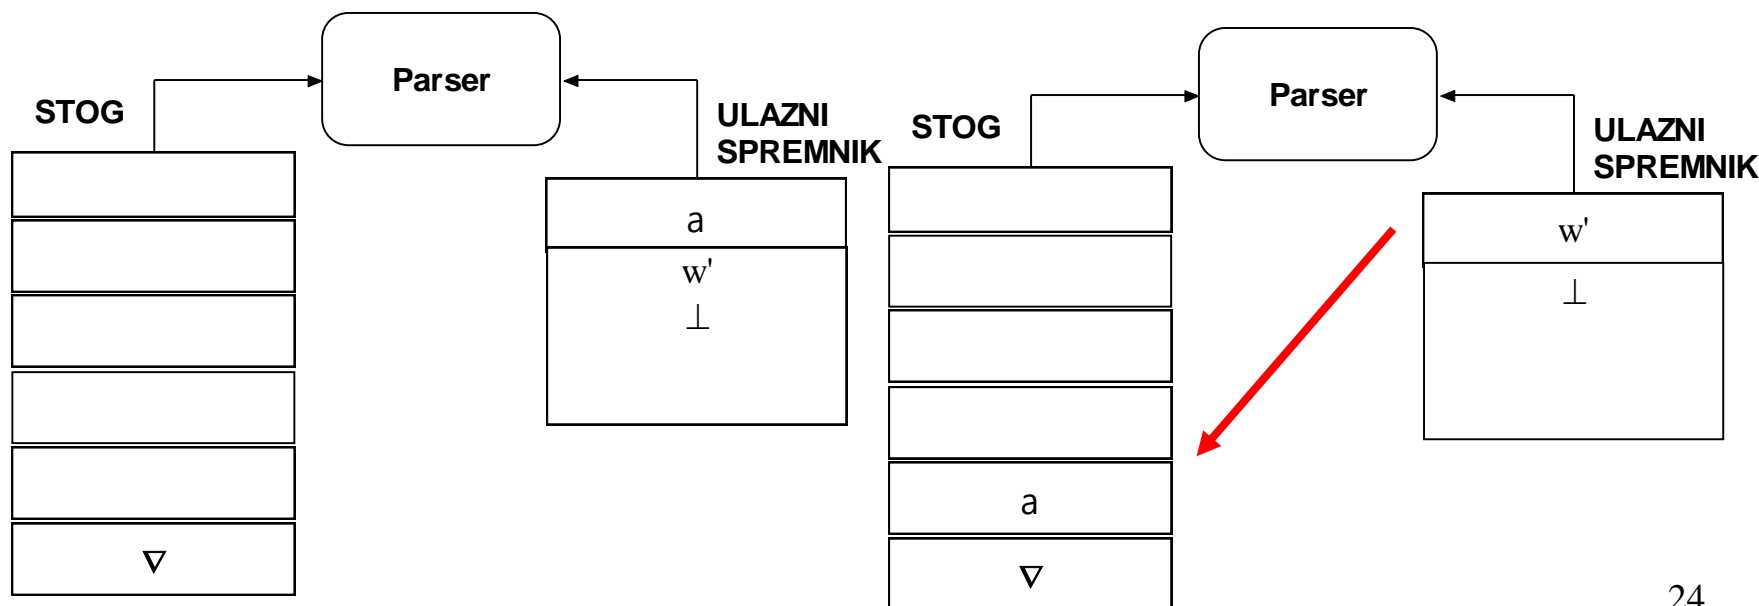 Parser
STOG
ULAZNI
SPREMNIK
a
w'
⊥
∇
Parser
STOG
ULAZNI
SPREMNIK
w'
⊥
a
∇
24